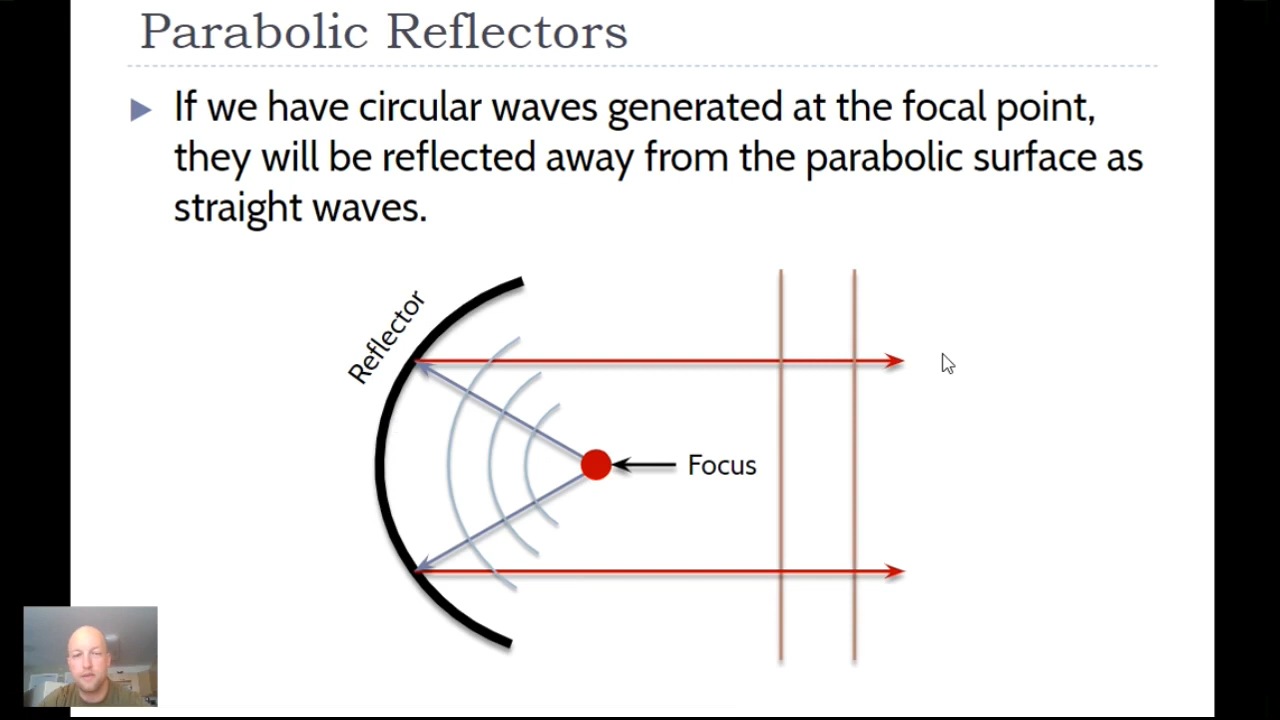 Parabolic Reflectors
If we have circular waves generated at the focal point,
they will be reflected away from the parabolic surface as
straight waves.
Reflector
Focus